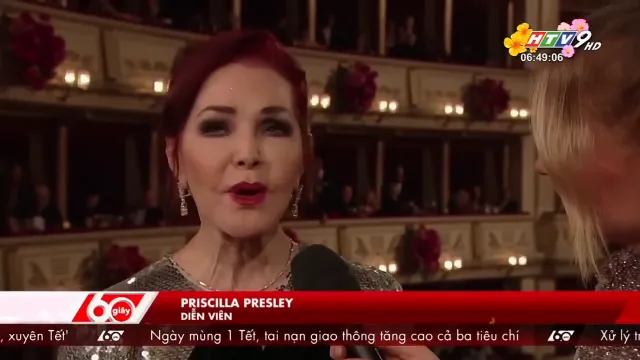 HTV9 HD
06:49:06
60 giây
PRISCILLA PRESLEY
DIỄN VIÊN
, xuyên Tết' 60 Ngày mùng 1 Tết, tai nạn giao thông tăng cao cả ba tiêu chí 60 Xử lý t